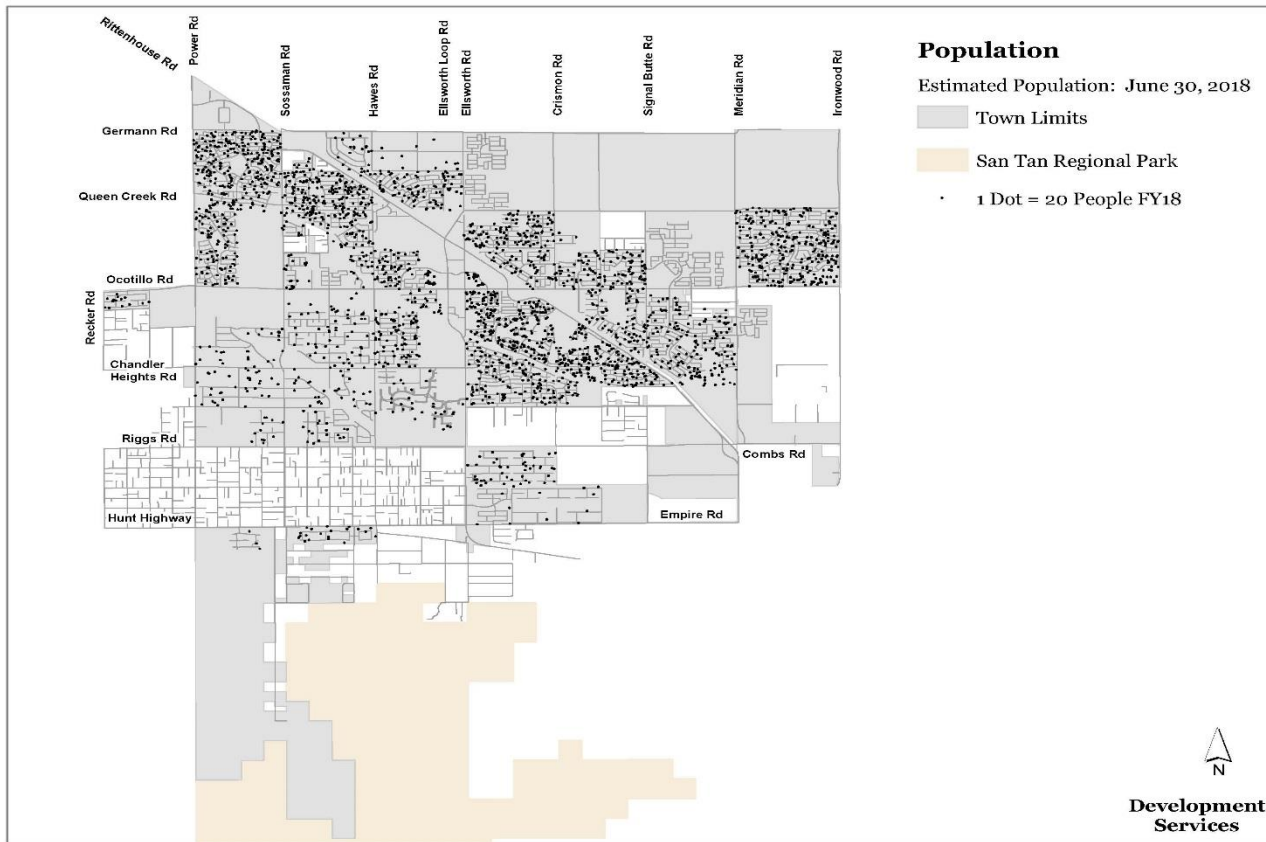 Rittenhouse Rd
Power Rd
Sossaman Rd
Hawes Rd
Ellsworth Loop Rd
Ellsworth Rd
Crismon Rd
Signal Butte Rd
Meridian Rd
Ironwood Rd
Germann Rd
Queen Creek Rd
Ocotillo Rd
Recker Rd
Chandler
Heights Rd
Riggs Rd
Combs Rd
Hunt Highway
Empire Rd
Population
Estimated Population: June 30, 2018
Town Limits
San Tan Regional Park
1 Dot = 20 People FY18
N
Development
Services